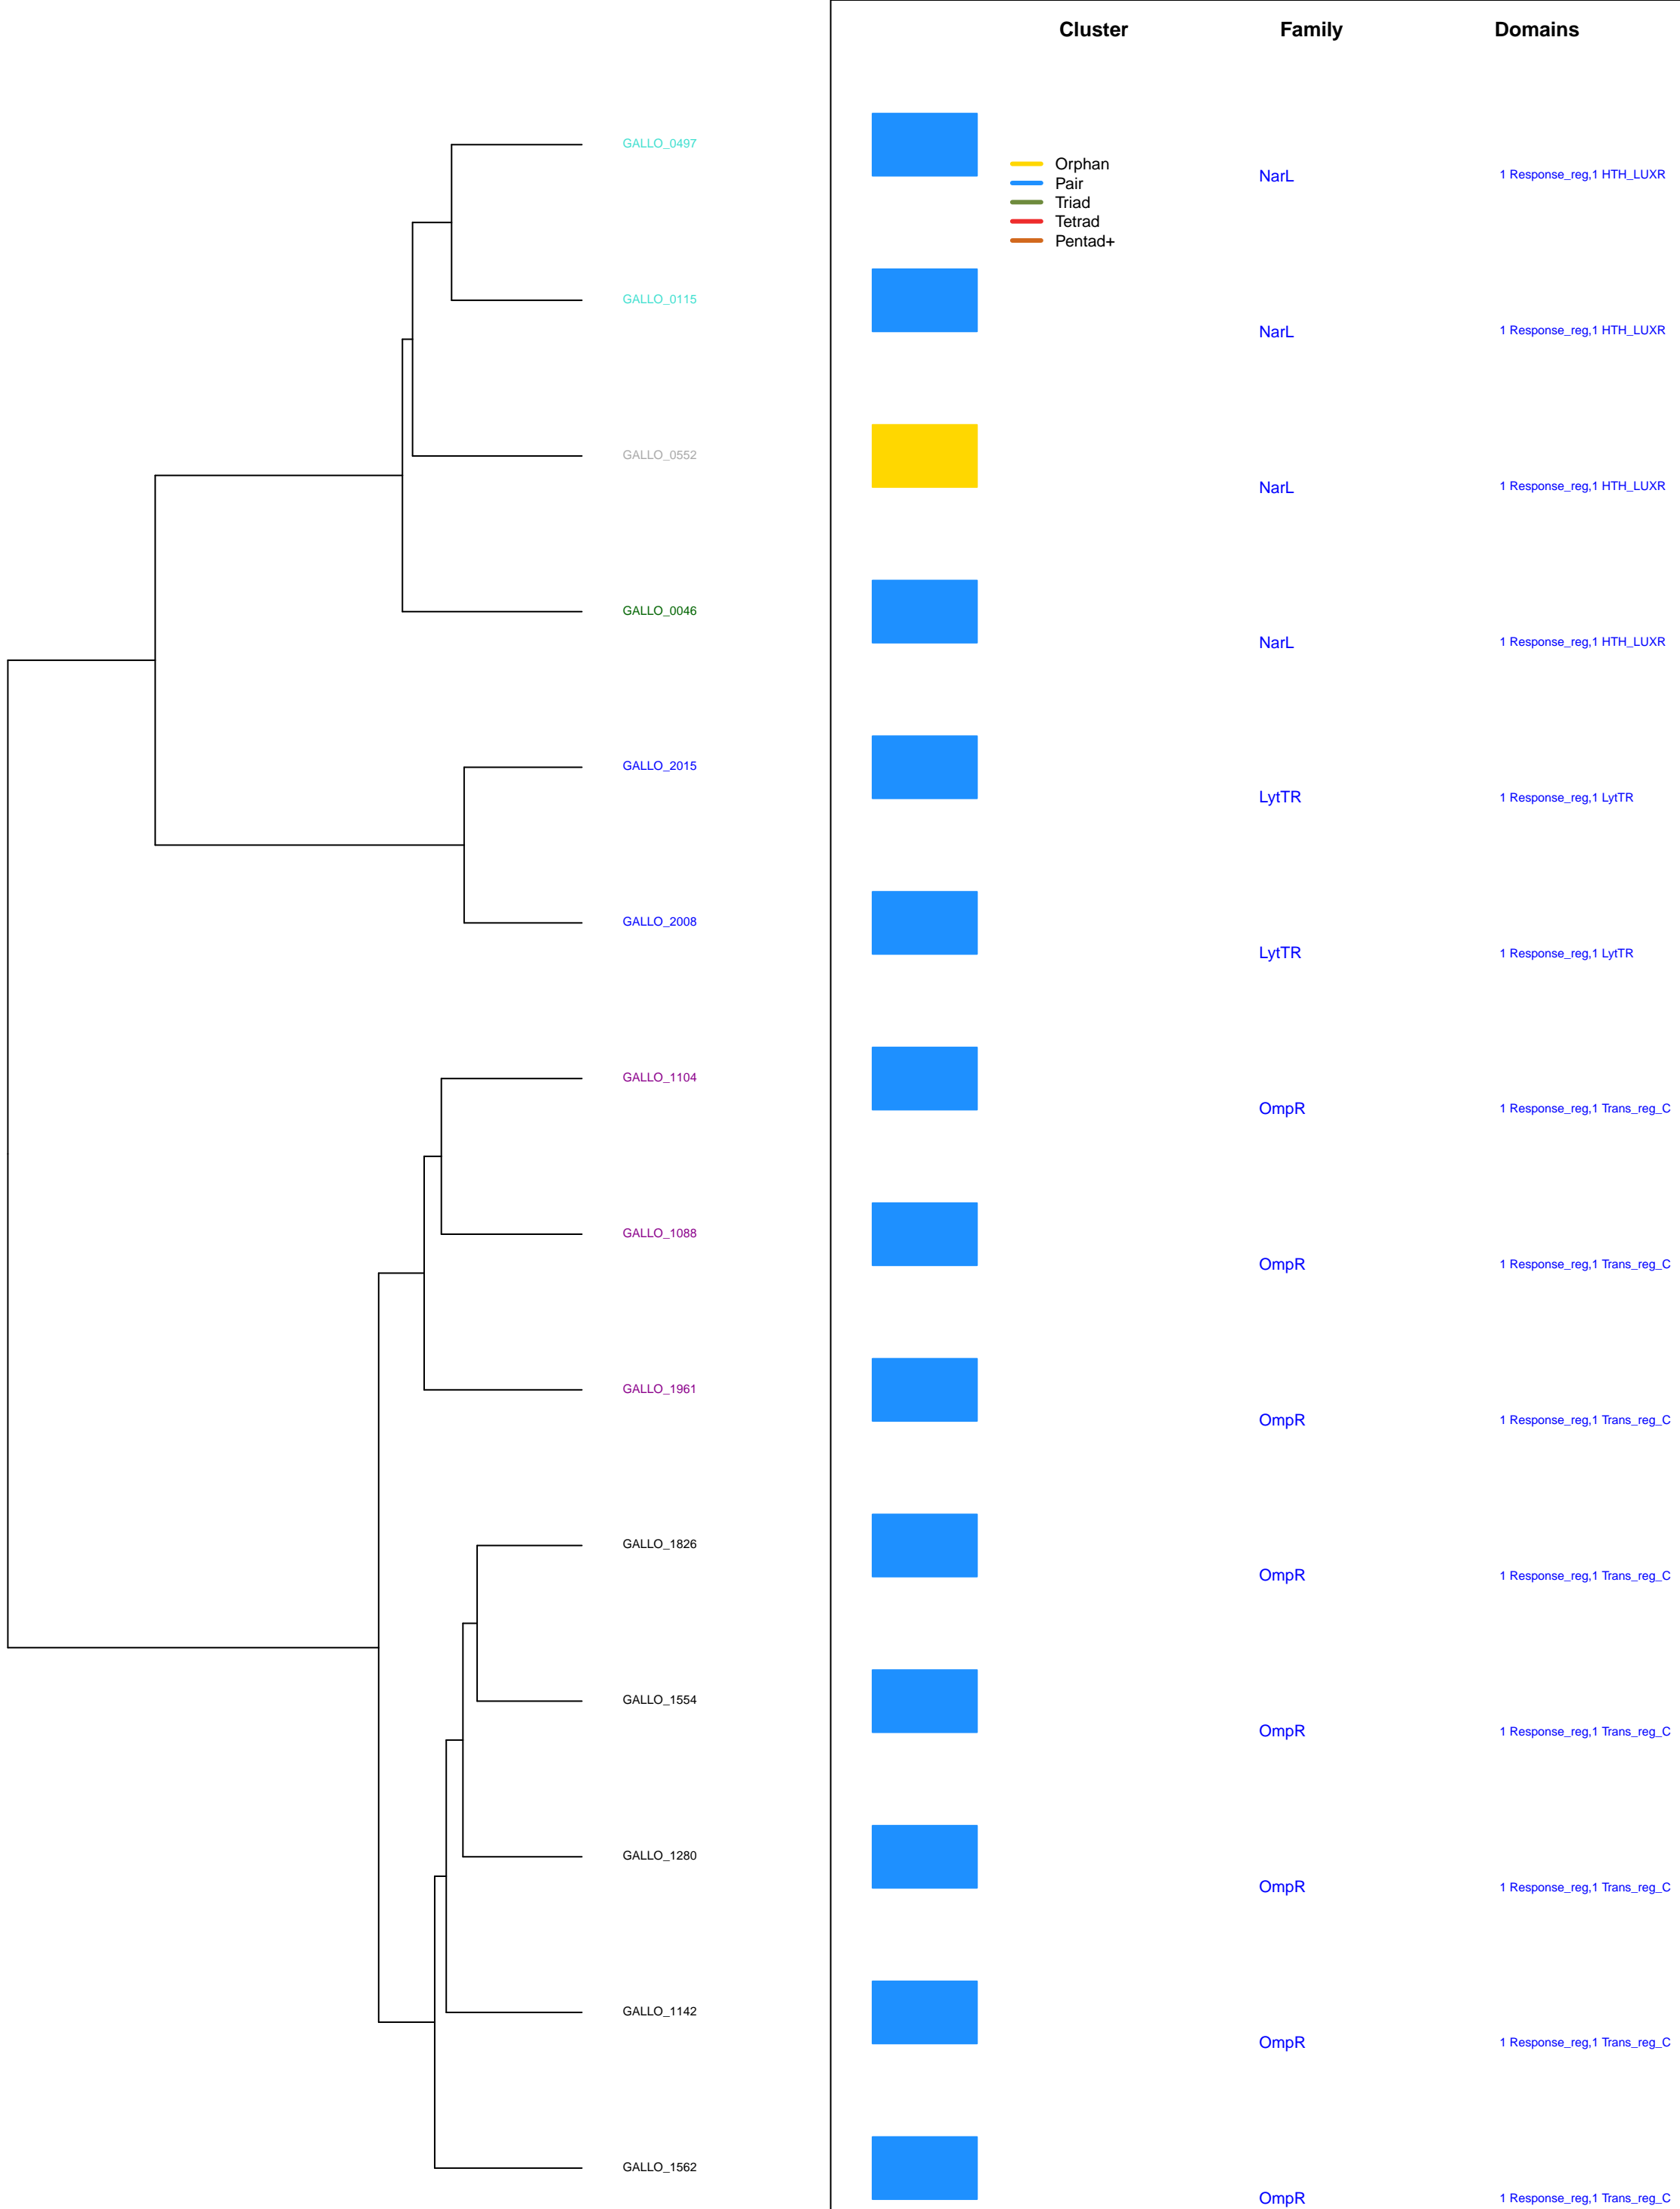 Cluster Family Domains
GALLO_0497
Orphan
Pair
Triad
Tetrad
Pentad+
NarL 1 Response_reg,1 HTH_LUXR
GALLO_0115
NarL 1 Response_reg,1 HTH_LUXR
GALLO_0552
NarL 1 Response_reg,1 HTH_LUXR
GALLO_0046
NarL 1 Response_reg,1 HTH_LUXR
GALLO_2015
LytTR 1 Response_reg,1 LytTR
GALLO_2008
LytTR 1 Response_reg,1 LytTR
GALLO_1104
OmpR 1 Response_reg,1 Trans_reg_C
GALLO_1088
OmpR 1 Response_reg,1 Trans_reg_C
GALLO_1961
OmpR 1 Response_reg,1 Trans_reg_C
GALLO_1826
OmpR 1 Response_reg,1 Trans_reg_C
GALLO_1554
OmpR 1 Response_reg,1 Trans_reg_C
GALLO_1280
OmpR 1 Response_reg,1 Trans_reg_C
GALLO_1142
OmpR 1 Response_reg,1 Trans_reg_C
GALLO_1562
OmpR 1 Response_reg,1 Trans_reg_C